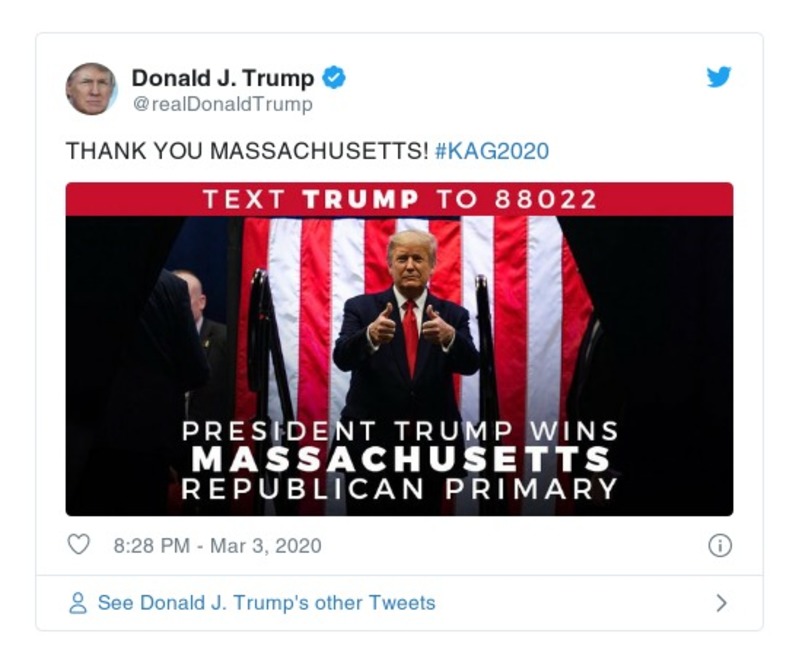 Donald J. Trump
@realDonaldTrump
THANK YOU MASSACHUSETTS! #KAG2020
TEXT TRUMP TO 88022
PRESIDENT TRUMP WINS
MASSACHUSETTS
REPUBLICAN PRIMARY
8:28 PM - Mar 3, 2020
See Donald J. Trump's other Tweets